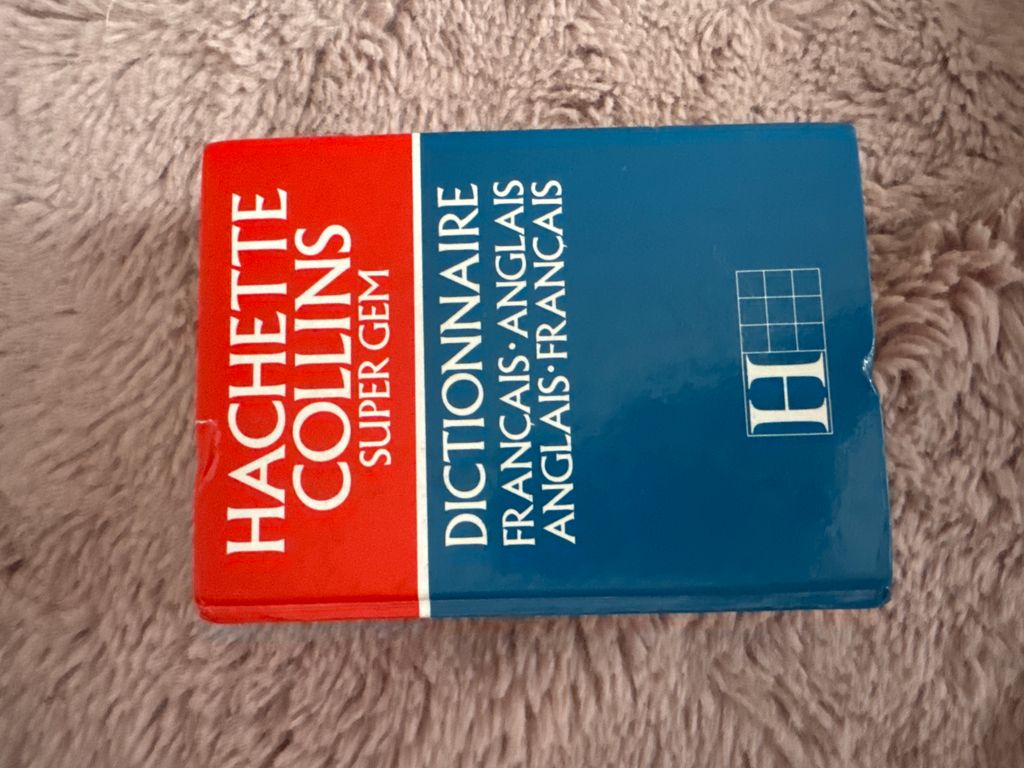 HACHETTE
COLLINS
SUPER GEM
DICTIONNAIRE
FRANÇAIS·ANGLAIS
ANGLAIS·FRANÇAIS
H